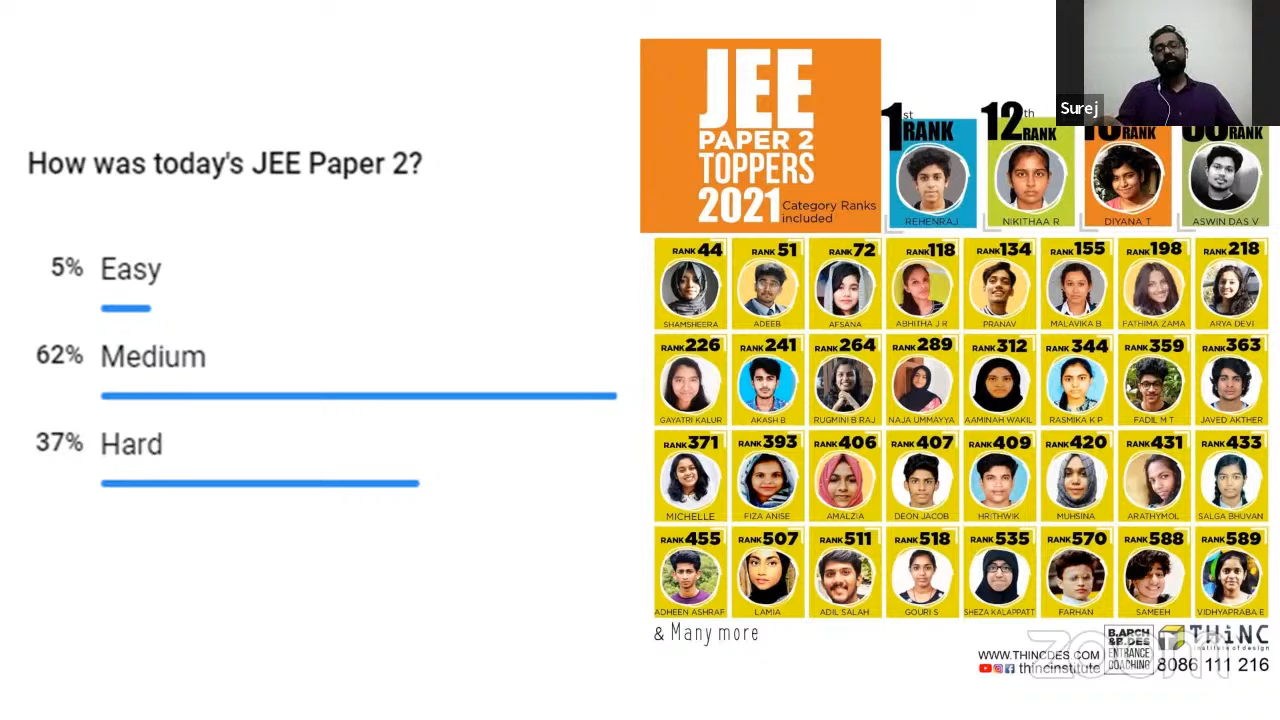 How was today's JEE Paper 2?
5% Easy
62% Medium
37% Hard
JEE
PAPER 2
TOPPERS
2021 Category Ranks included
1st RANK
REHENRAJ
12th RANK
NIKITHAA R
RANK
DIYANA T
RANK
ASWIN DAS V
Surej
RANK 44 RANK 51 RANK 72 RANK 118 RANK 134 RANK 155 RANK 198 RANK 218
SHAMSHEERA ADEEB AFSANA ABHITHA J R PRANAV MALAVIKA B FATHIMA ZAMA ARYA DEVI
RANK 226 RANK 241 RANK 264 RANK 289 RANK 312 RANK 344 RANK 359 RANK 363
GAYATRI KALUR AKASH B RUGMINI B RAJ NAJA UMMAYYA AAMINAH WAKIL RASMIKA K P FADIL M T JAVED AKTHER
RANK 371 RANK 393 RANK 406 RANK 407 RANK 409 RANK 420 RANK 431 RANK 433
MICHELLE FIZA ANISE AMALZIA DEON JACOB HRITHWIK MUHSINA ARATHYMOL SALGA BHUVAN
RANK 455 RANK 507 RANK 511 RANK 518 RANK 535 RANK 570 RANK 588 RANK 589
ADHEEN ASHRAF LAMIA ADIL SALAH GOURI S SHEZA KALAPPATT FARHAN SAMEEH VIDHYAPRABA E
& Many more
WWW.THINCDES.COM
thincinstitute
B.ARCH
&B.DES
ENTRANCE
COACHING
THiNC
institute of design
8086 111 216
zoom